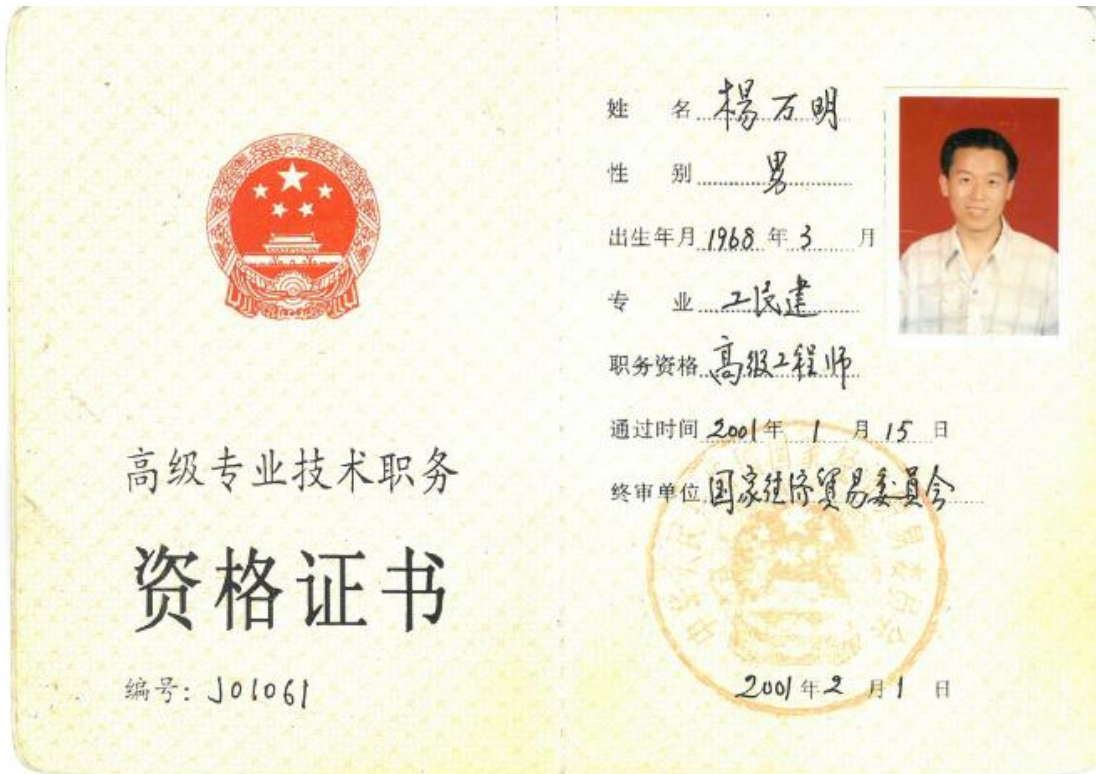 高级专业技术职务
资格证书
编号：J01061
姓 名 楊万明
性 别 男
出生年月 1968 年 3 月
专 业 工民建
职务资格 高级工程师
通过时间 2001 年 1 月 15 日
终审单位 国家经济贸易委員会
2001 年 2 月 1 日